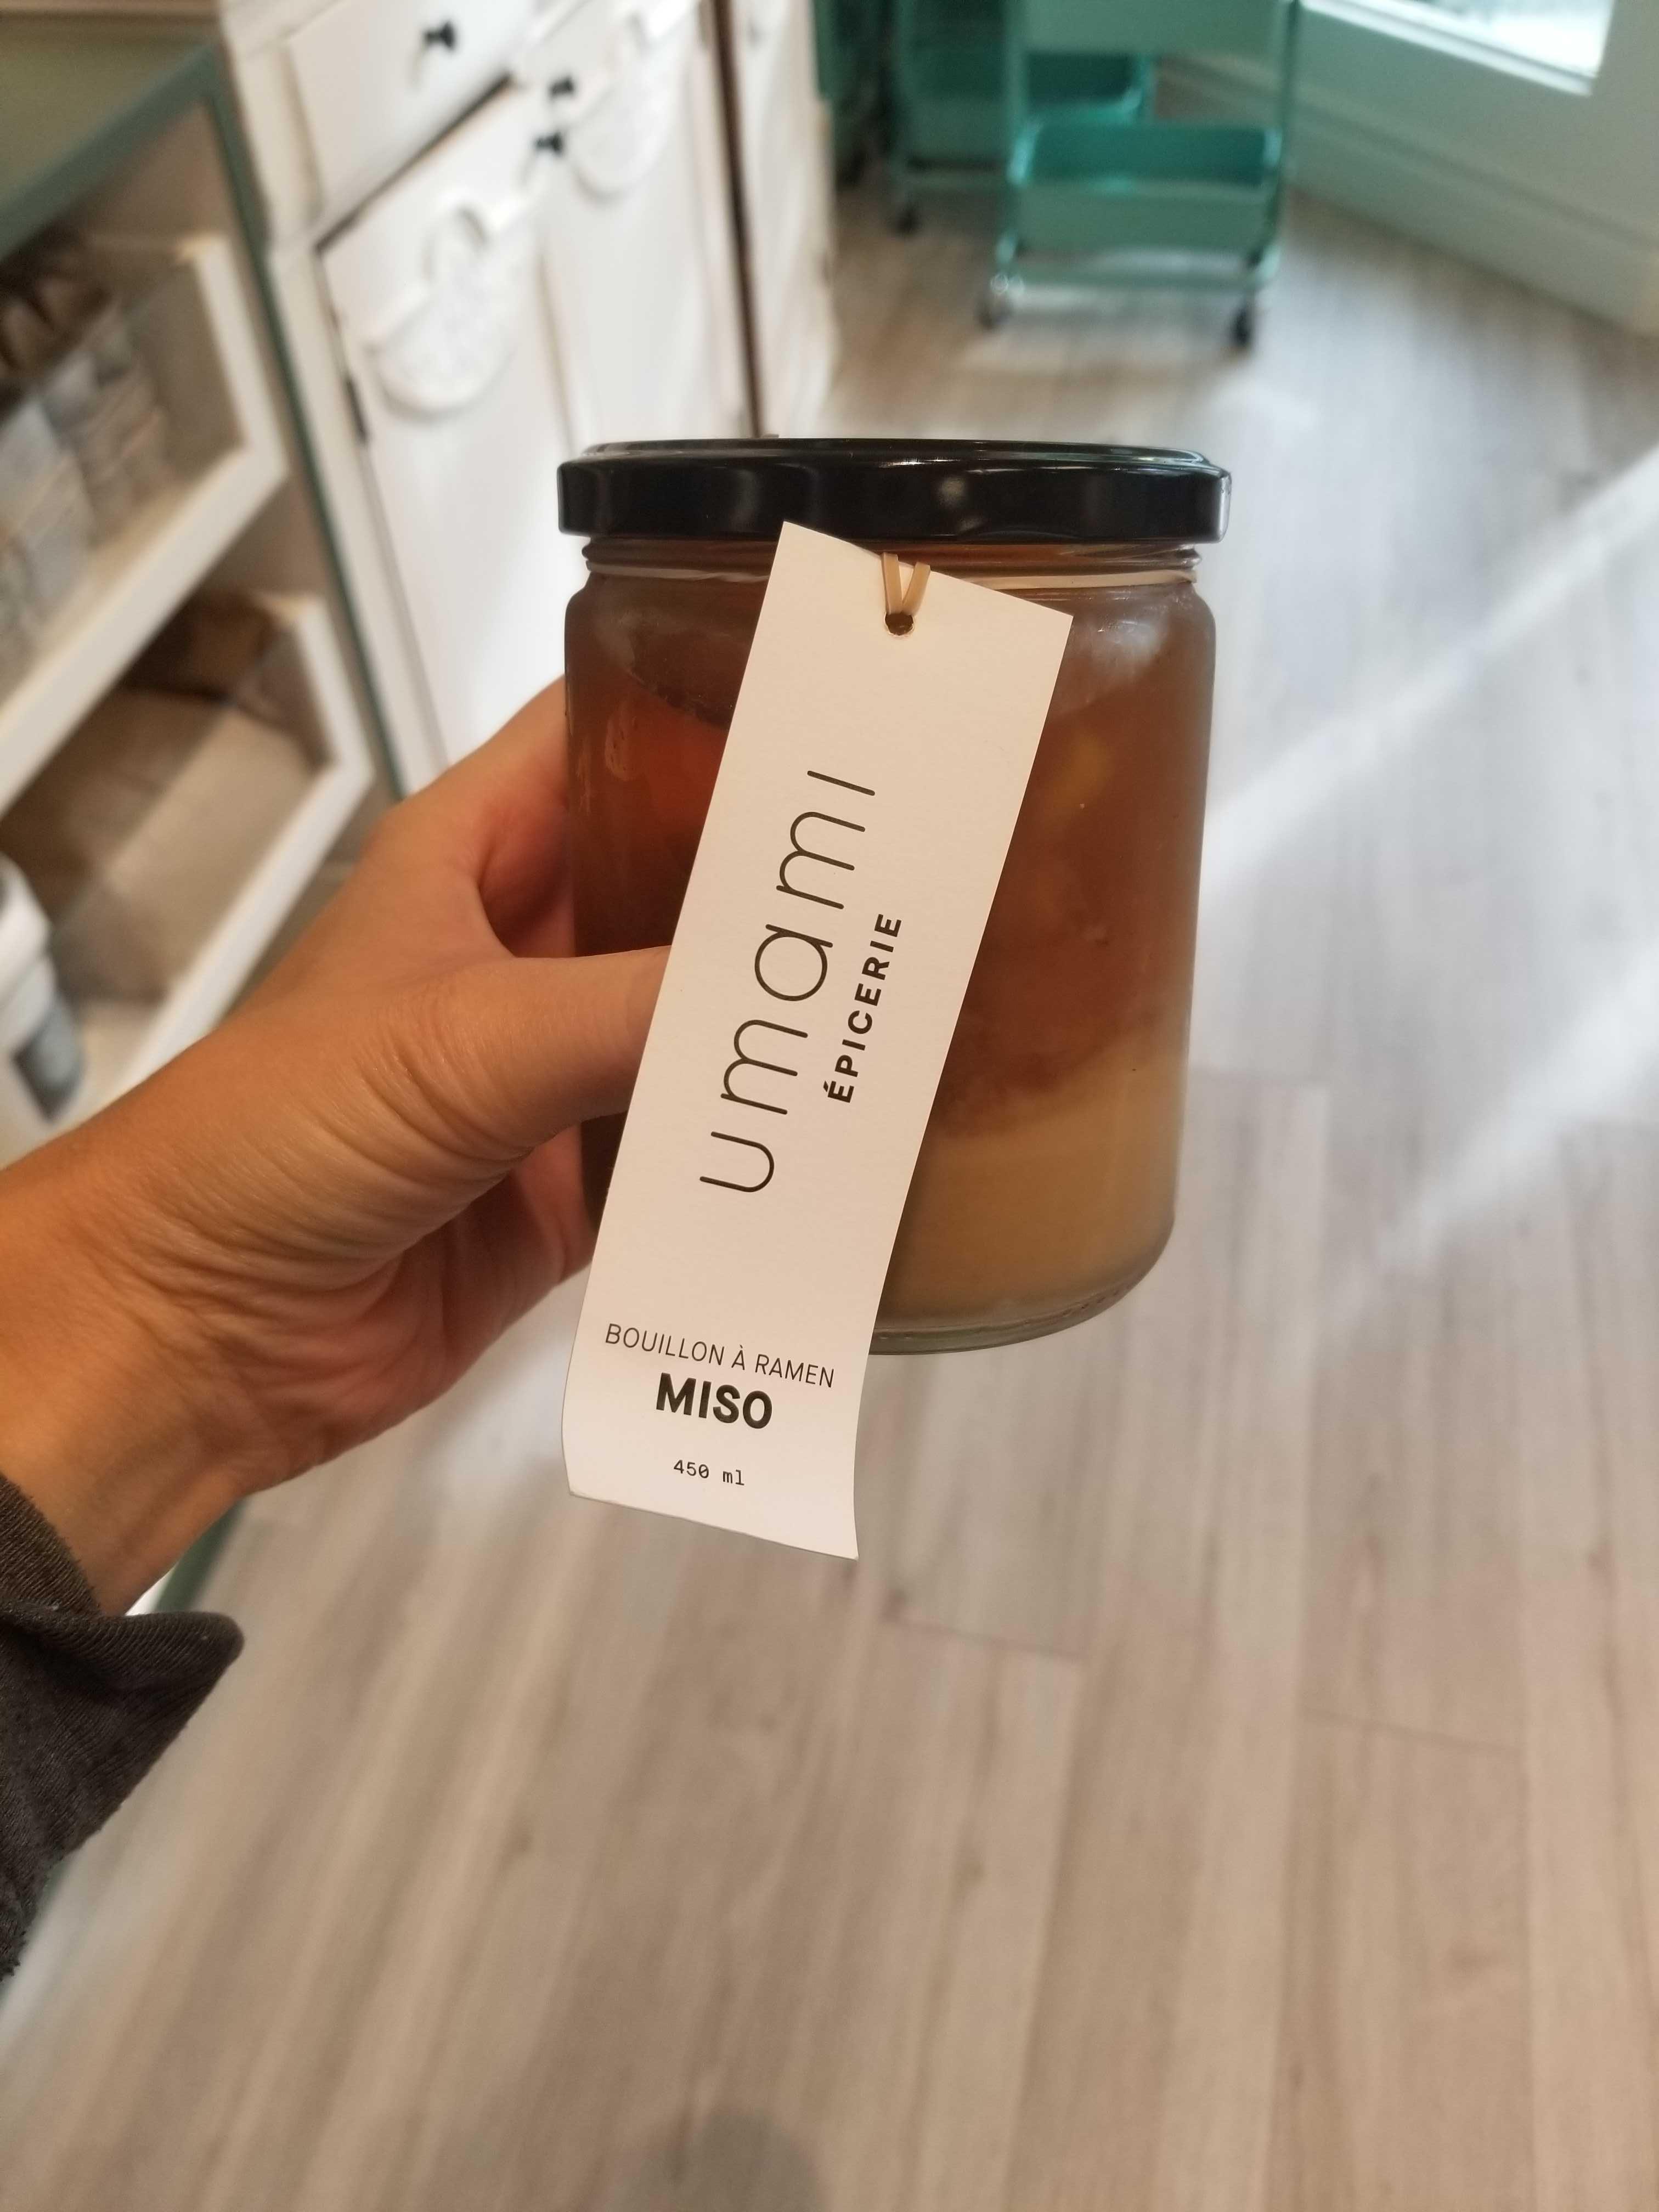 umami
ÉPICERIE
BOUILLON À RAMEN
MISO
450 ml